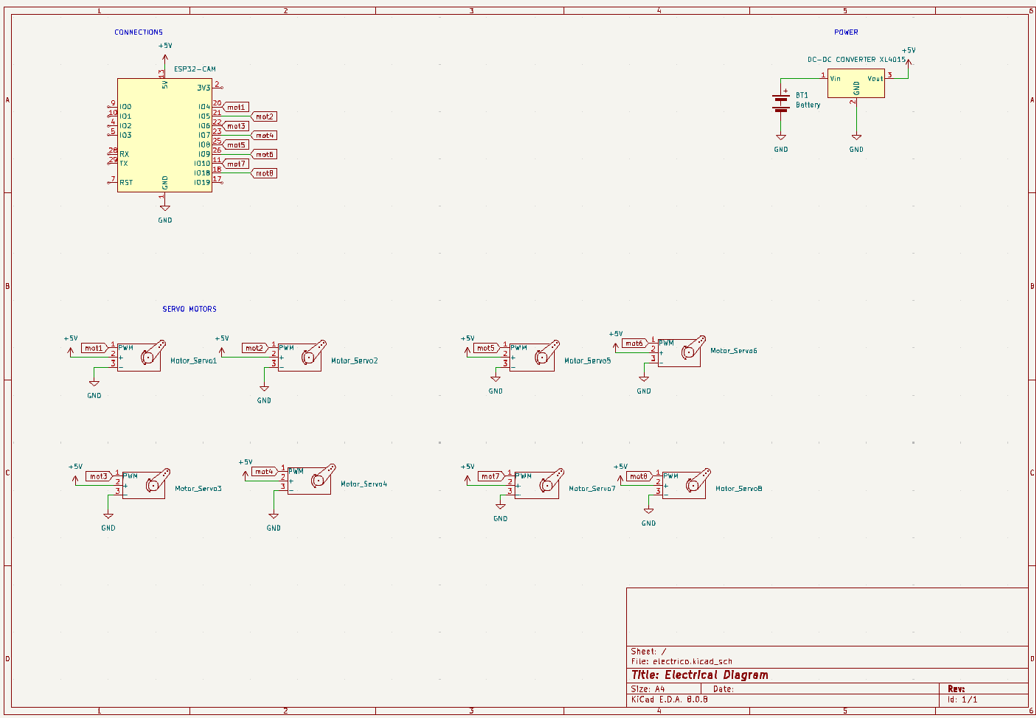 1 2 3 4 5 6
CONNECTIONS
POWER
+5V
ESP32-CAM
13
5V
3V3 2
9 IO0
10 IO1
4 IO2
5 IO3
28 RX
TX
7 RST
IO4 20 mot1
IO5 21 mot2
IO6 22 mot3
IO7 23 mot4
IO8 25 mot5
IO9 26 mot6
IO10 11 mot7
IO18 18 mot8
IO19 17
GND
1
GND
DC-DC CONVERTER XL4015
+5V
1 Vin
Vout 3
GND
2
+
BT1
Battery
GND
GND
A
A
B
B
SERVO MOTORS
+5V
mot1 1 PWM
2 +
3 -
Motor_Servo1
GND
+5V
mot2 1 PWM
2 +
3 -
Motor_Servo2
GND
+5V
mot5 1 PWM
2 +
3 -
Motor_Servo5
GND
+5V
mot6 1 PWM
2 +
3 -
Motor_Servo6
GND
C
C
+5V
mot3 1 PWM
2 +
3 -
Motor_Servo3
GND
+5V
mot4 1 PWM
2 +
3 -
Motor_Servo4
GND
+5V
mot7 1 PWM
2 +
3 -
Motor_Servo7
GND
+5V
mot8 1 PWM
2 +
3 -
Motor_Servo8
GND
D
D
Sheet: /
File: electrico.kicad_sch
Title: Electrical Diagram
Size: A4
Date:
Rev:
KiCad E.D.A. 8.0.8
Id: 1/1
1 2 3 4 5 6